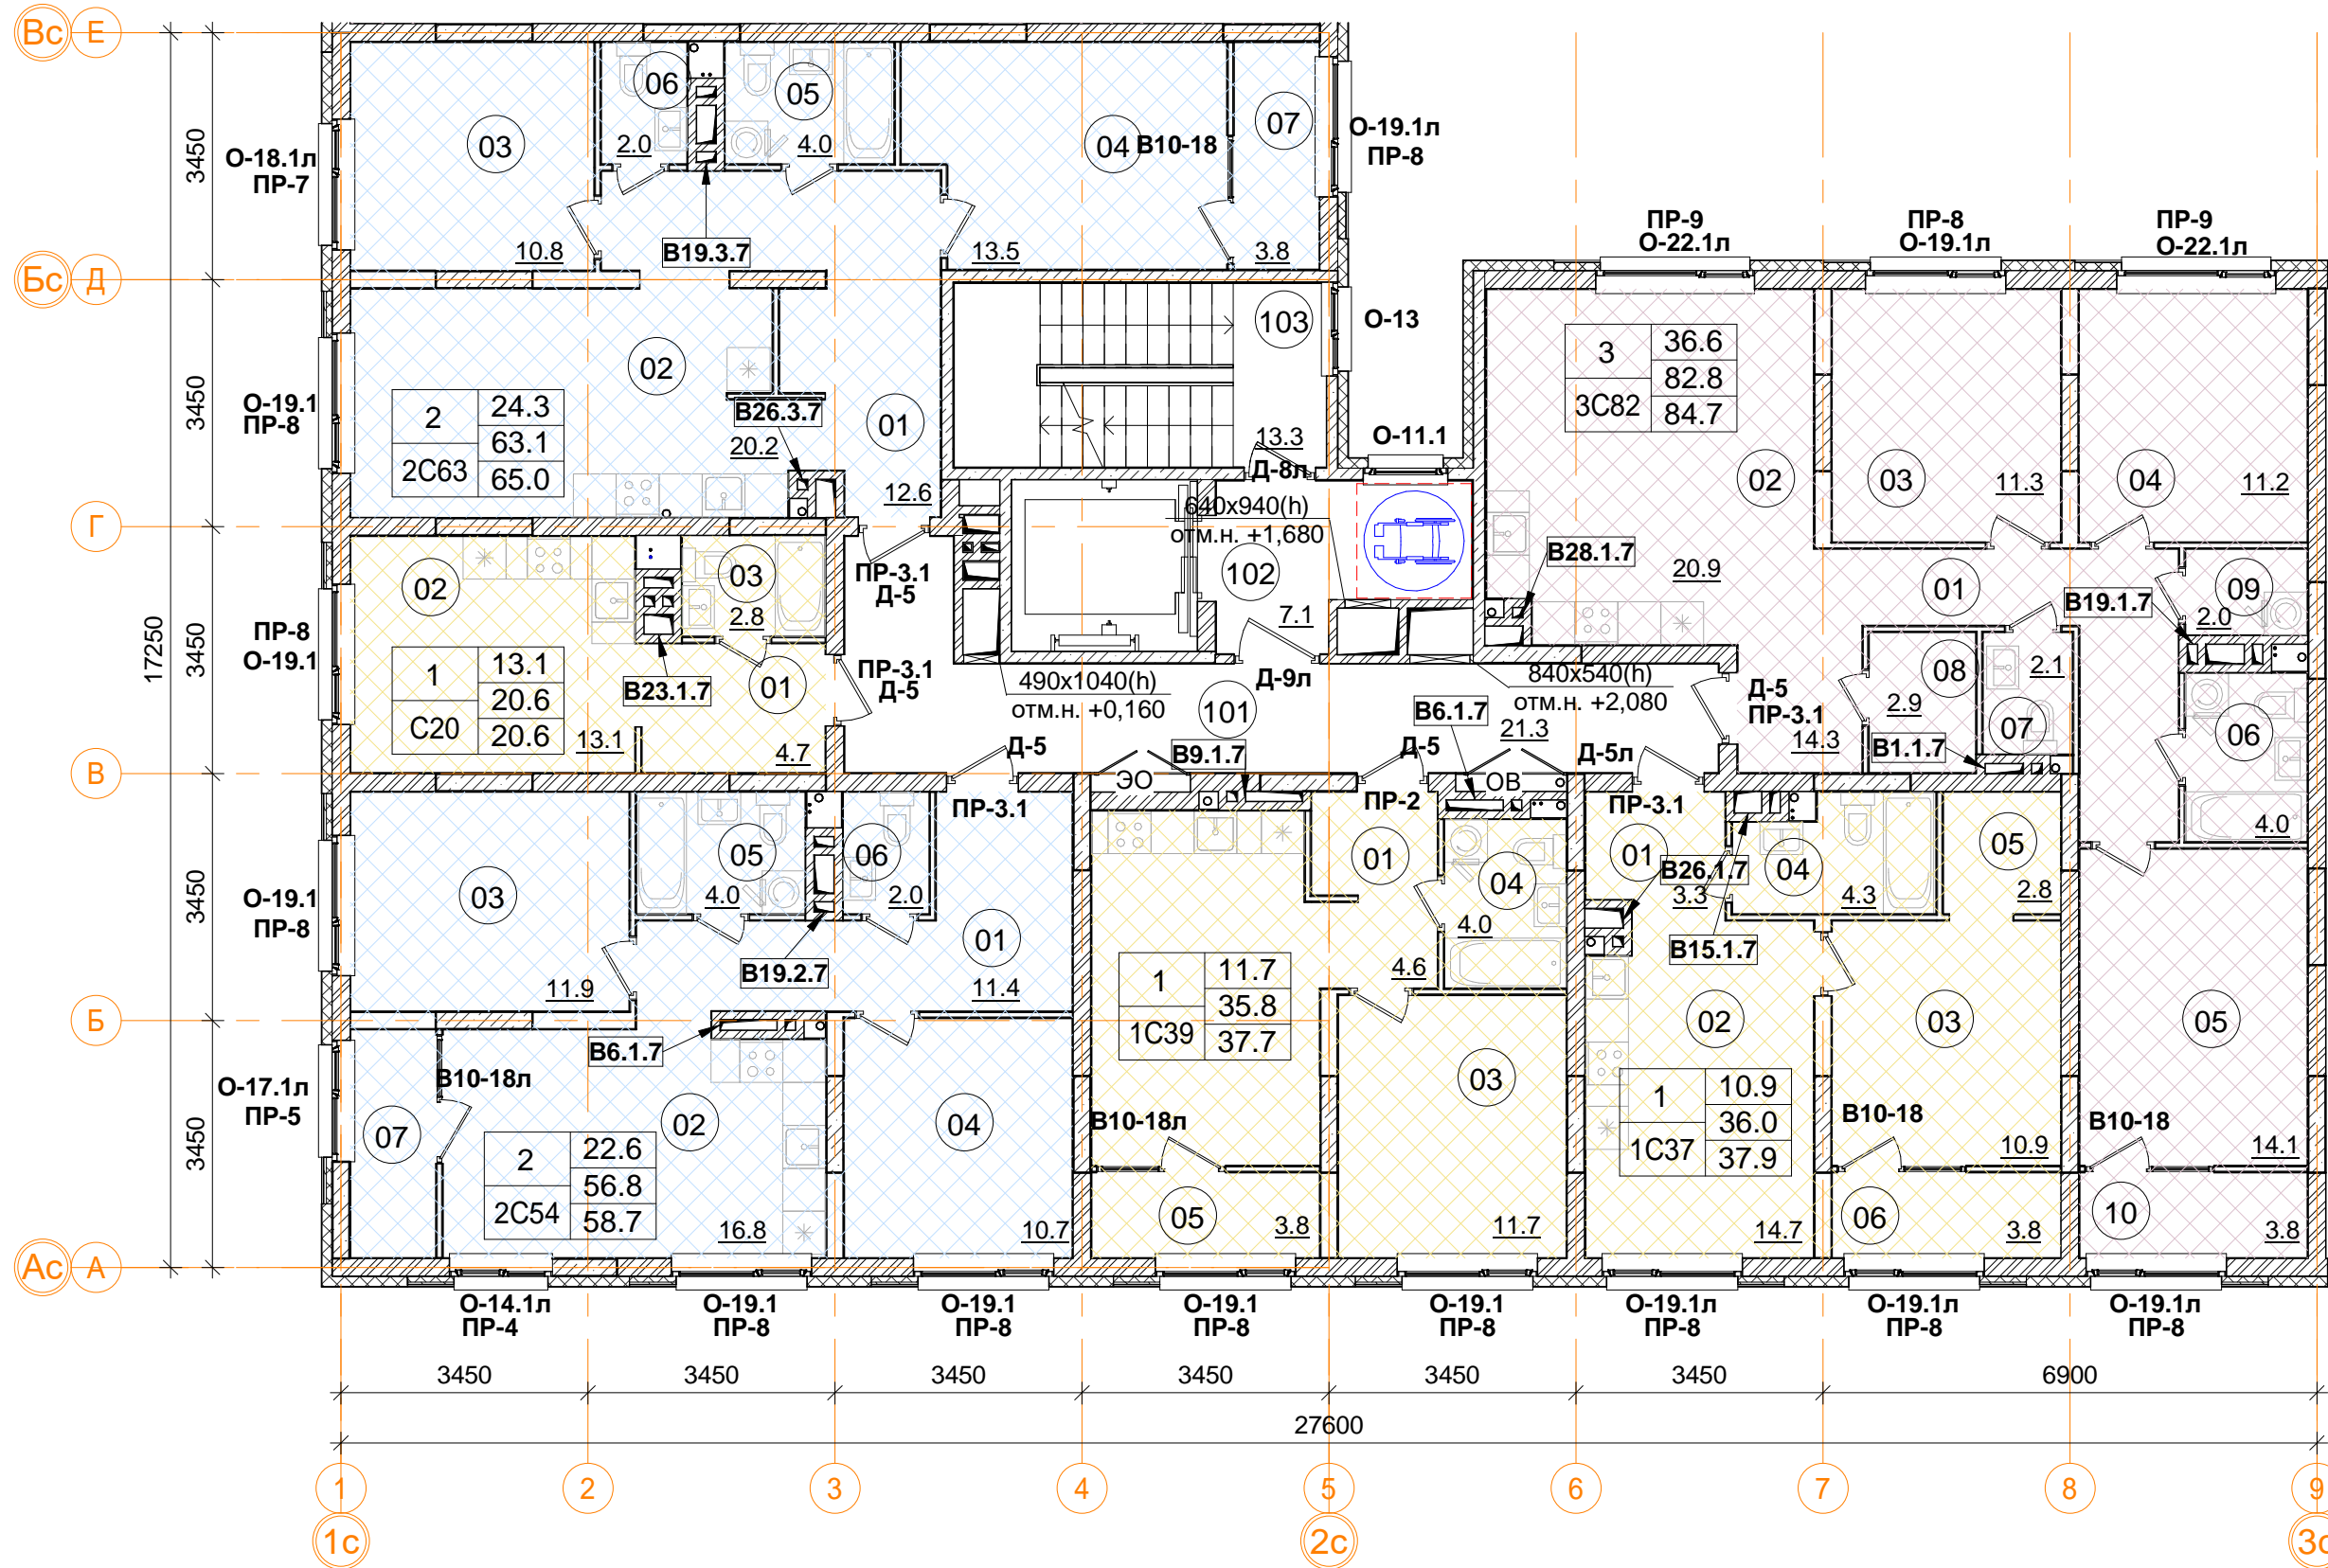 Вс
Е
3450
Бс
Д
3450
Г
17250
3450
В
3450
Б
3450
Ас
А
О-18.1л
ПР-7
О-19.1
ПР-8
ПР-8
О-19.1
О-19.1
ПР-8
О-17.1л
ПР-5
03
10.8
06
2.0
05
4.0
04
В10-18
13.5
07
3.8
О-19.1л
ПР-8
В19.3.7
02
2
24.3
63.1
2С63
65.0
20.2
В26.3.7
01
12.6
103
13.3
О-13
О-11.1
Д-8л
640х940(h)
отм.н. +1,680
102
7.1
Д-9л
ПР-3.1
Д-5
ПР-3.1
Д-5
490х1040(h)
отм.н. +0,160
101
21.3
840х540(h)
отм.н. +2,080
02
03
2.8
01
В23.1.7
1
13.1
20.6
С20
20.6
13.1
4.7
ПР-9
О-22.1л
ПР-8
О-19.1л
ПР-9
О-22.1л
3
36.6
82.8
3С82
84.7
02
20.9
03
11.3
04
11.2
В28.1.7
01
14.3
09
2.0
В19.1.7
08
2.9
2.1
07
В1.1.7
06
4.0
Д-5
ПР-3.1
05
14.1
В10-18
10
3.8
Д-5
ПР-3.1
ЭО
В9.1.7
Д-5
ПР-2
В6.1.7
ОВ
Д-5л
ПР-3.1
03
11.9
05
4.0
06
2.0
01
11.4
В19.2.7
В6.1.7
В10-18л
07
02
2
22.6
56.8
2С54
58.7
16.8
04
10.7
01
4.6
04
4.0
1
11.7
35.8
1С39
37.7
В10-18л
05
3.8
03
11.7
01
3.3
В26.1.7
04
4.3
В15.1.7
05
2.8
02
03
1
10.9
36.0
1С37
37.9
14.7
В10-18
10.9
06
3.8
О-14.1л
ПР-4
О-19.1
ПР-8
О-19.1
ПР-8
О-19.1
ПР-8
О-19.1
ПР-8
О-19.1л
ПР-8
О-19.1л
ПР-8
О-19.1л
ПР-8
3450
3450
3450
3450
3450
3450
6900
27600
1
2
3
4
5
6
7
8
9
1с
2с
3с